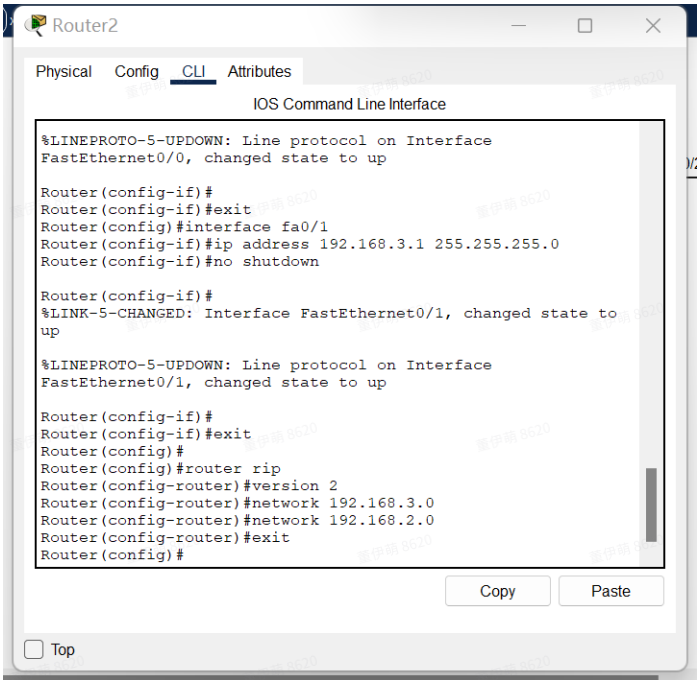 Router2
Physical Config CLI Attributes
IOS Command Line Interface
%LINEPROTO-5-UPDOWN: Line protocol on Interface
FastEthernet0/0, changed state to up
Router(config-if)#
Router(config-if)#exit
Router(config)#interface fa0/1
Router(config-if)#ip address 192.168.3.1 255.255.255.0
Router(config-if)#no shutdown
Router(config-if)#
%LINK-5-CHANGED: Interface FastEthernet0/1, changed state to
up
%LINEPROTO-5-UPDOWN: Line protocol on Interface
FastEthernet0/1, changed state to up
Router(config-if)#
Router(config-if)#exit
Router(config)#
Router(config)#router rip
Router(config-router)#version 2
Router(config-router)#network 192.168.3.0
Router(config-router)#network 192.168.2.0
Router(config-router)#exit
Router(config)#
Copy Paste
Top